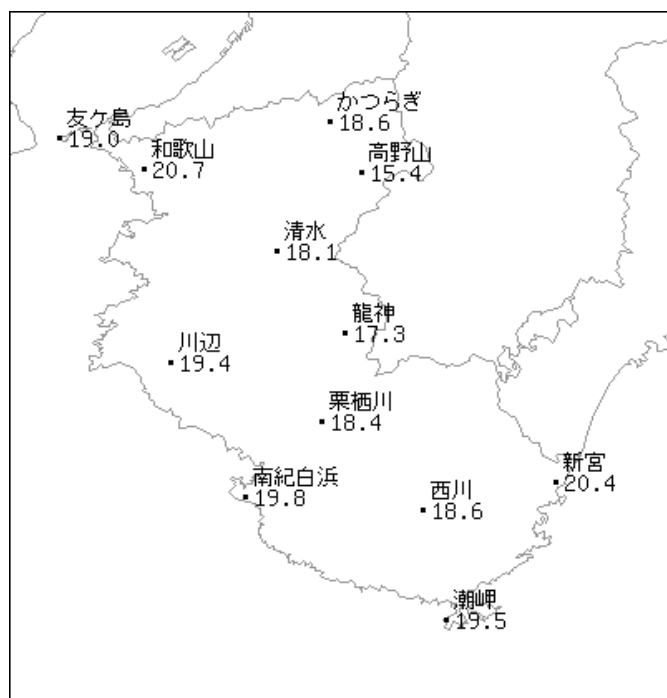 かつらぎ
18.6
友ケ島
19.0
和歌山
20.7
高野山
15.4
清水
18.1
龍神
17.3
川辺
19.4
栗栖川
18.4
新宮
20.4
南紀白浜
19.8
西川
18.6
潮岬
19.5